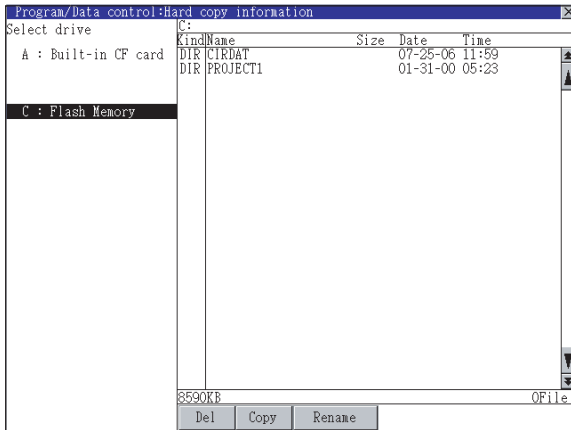 Program/Data control:Hard copy information
Select drive
A : Built-in CF card
C : Flash Memory
C:
Kind Name Size Date Time
DIR CIRDAT 07-25-06 11:59
DIR PROJECT1 01-31-00 05:23
8590KB 0File
Del Copy Rename